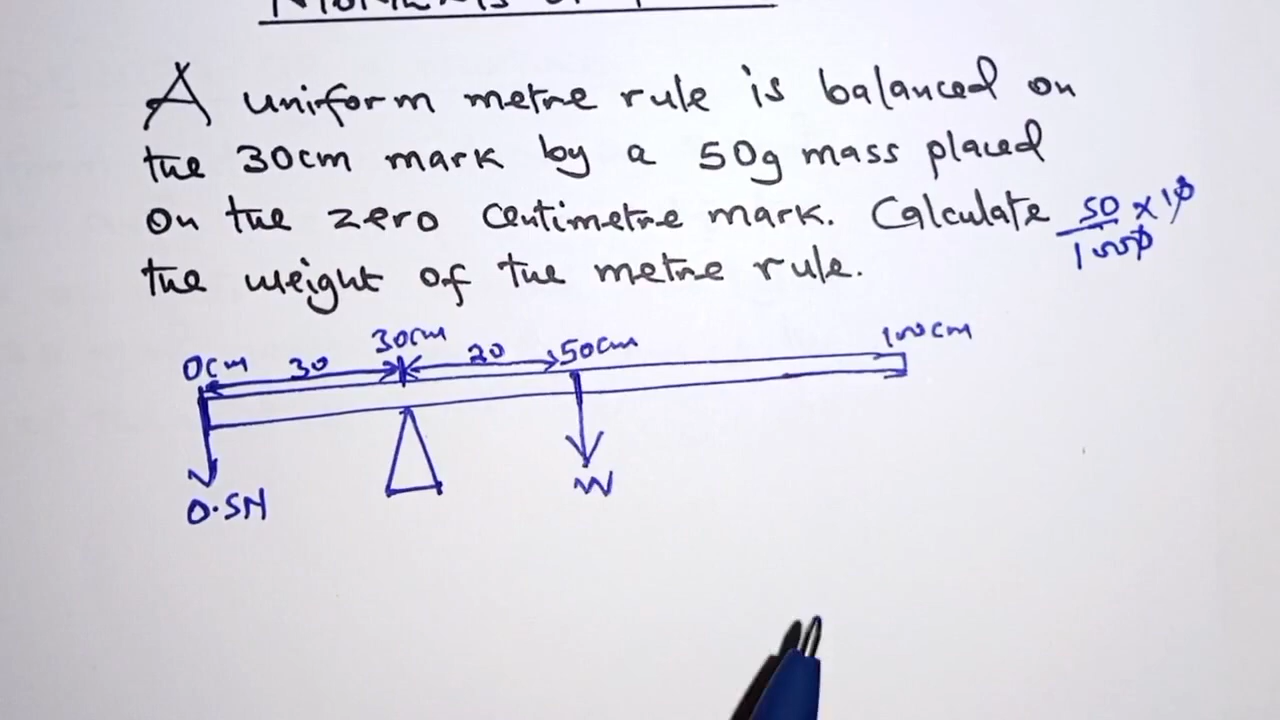 A uniform metre rule is balanced on
the 30cm mark by a 50g mass placed
on the zero centimetre mark. Calculate
50 × 10
1000
the weight of the metre rule.
0cm 30 30cm 20 50cm 100cm
0.5N
W